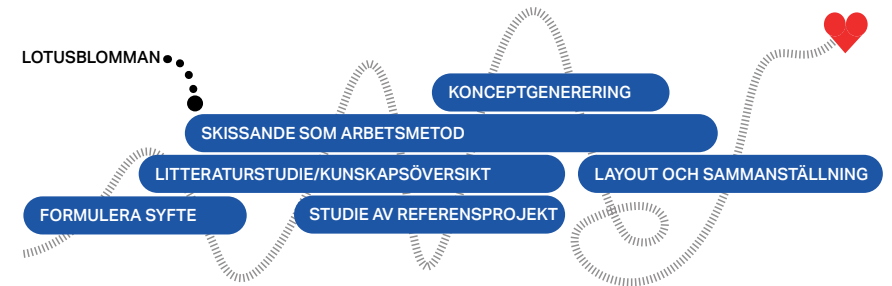 LOTUSBLOMMAN
KONCEPTGENERERING
SKISSANDE SOM ARBETSMETOD
LITTERATURSTUDIE/KUNSKAPSÖVERSIKT
LAYOUT OCH SAMMANSTÄLLNING
FORMULERA SYFTE
STUDIE AV REFERENSPROJEKT